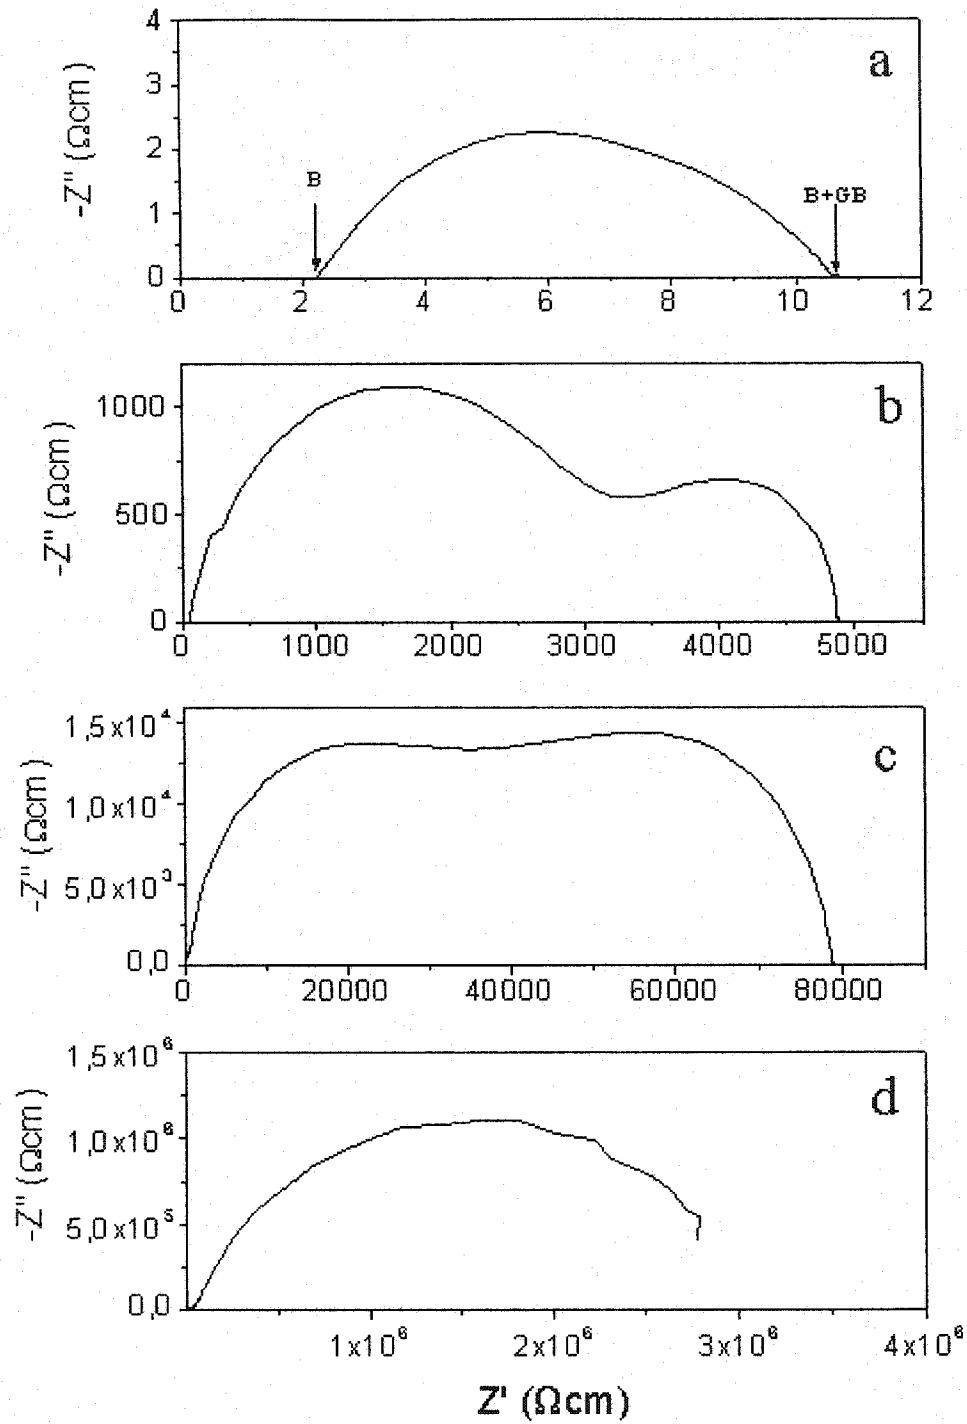 4
a
3
-Z" (Ωcm)
2
B
B+GB
1
0
0 2 4 6 8 10 12
1000
b
-Z" (Ωcm)
500
0
0 1000 2000 3000 4000 5000
1,5x10⁴
c
1,0x10⁴
-Z" (Ωcm)
5,0x10³
0,0
0 20000 40000 60000 80000
1,5x10⁶
d
1,0x10⁶
-Z" (Ωcm)
5,0x10⁵
0,0
1x10⁶ 2x10⁶ 3x10⁶ 4x10⁶
Z' (Ωcm)